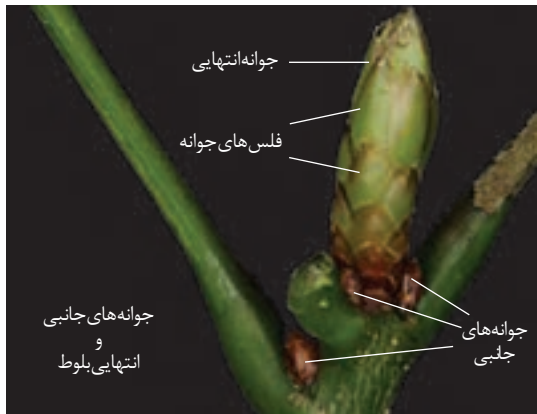 جوانه انتهایی
فلس‌های جوانه
جوانه‌های
جانبی
جوانه‌های جانبی
و
انتهایی بلوط